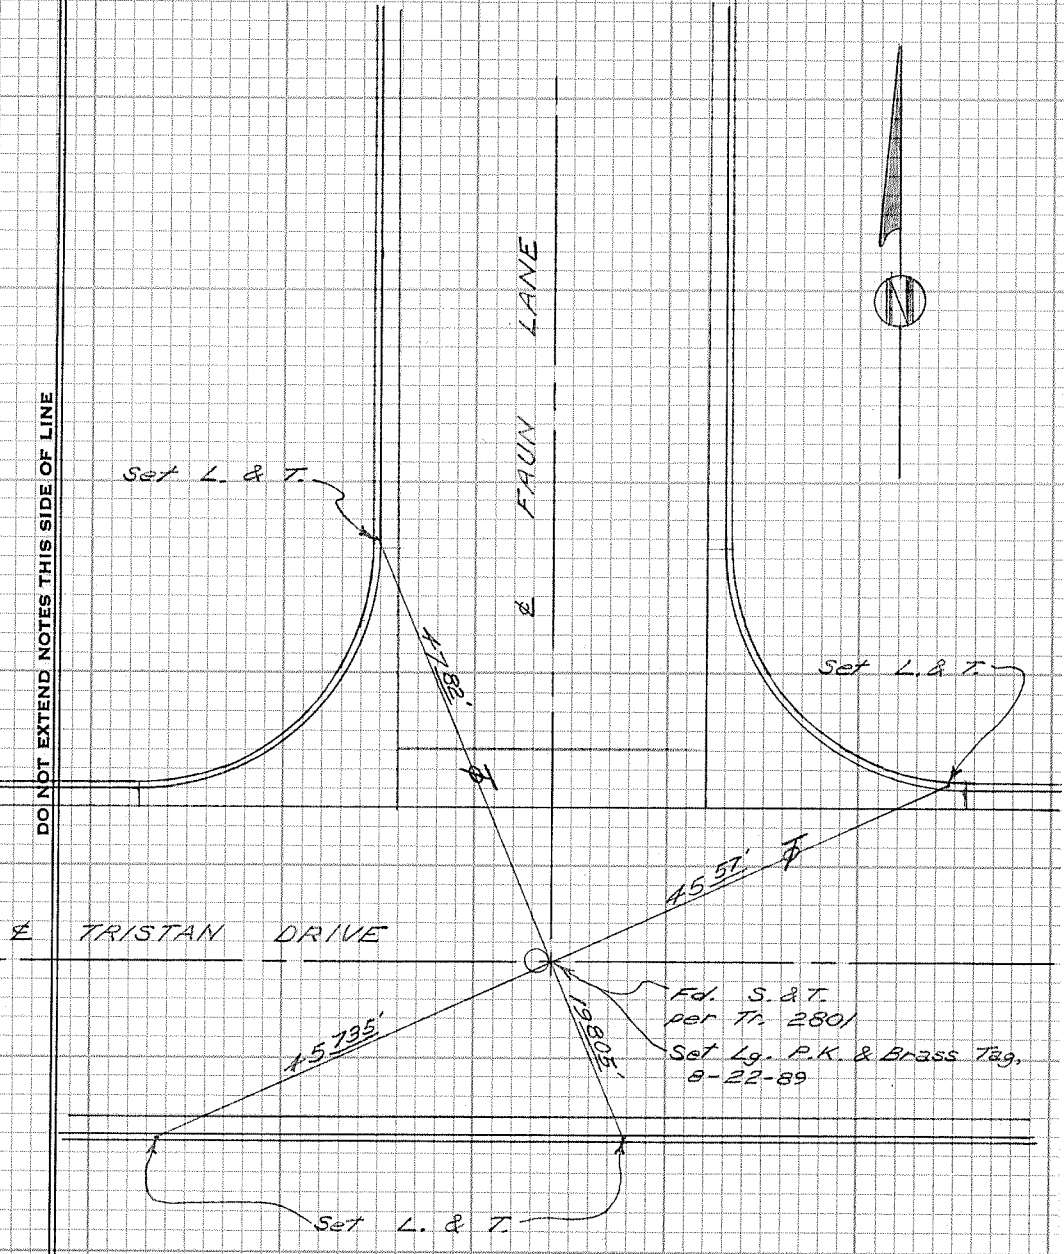 DO NOT EXTEND NOTES THIS SIDE OF LINE
℄ FAUN LANE
N
Set L. & T.
47.82'
Set L. & T.
45.57'
℄ TRISTAN DRIVE
Fd. S. & T.
per Tr. 2801
Set Lg. P.K. & Brass Tag,
8-22-89
45.735'
19.805'
Set L. & T.